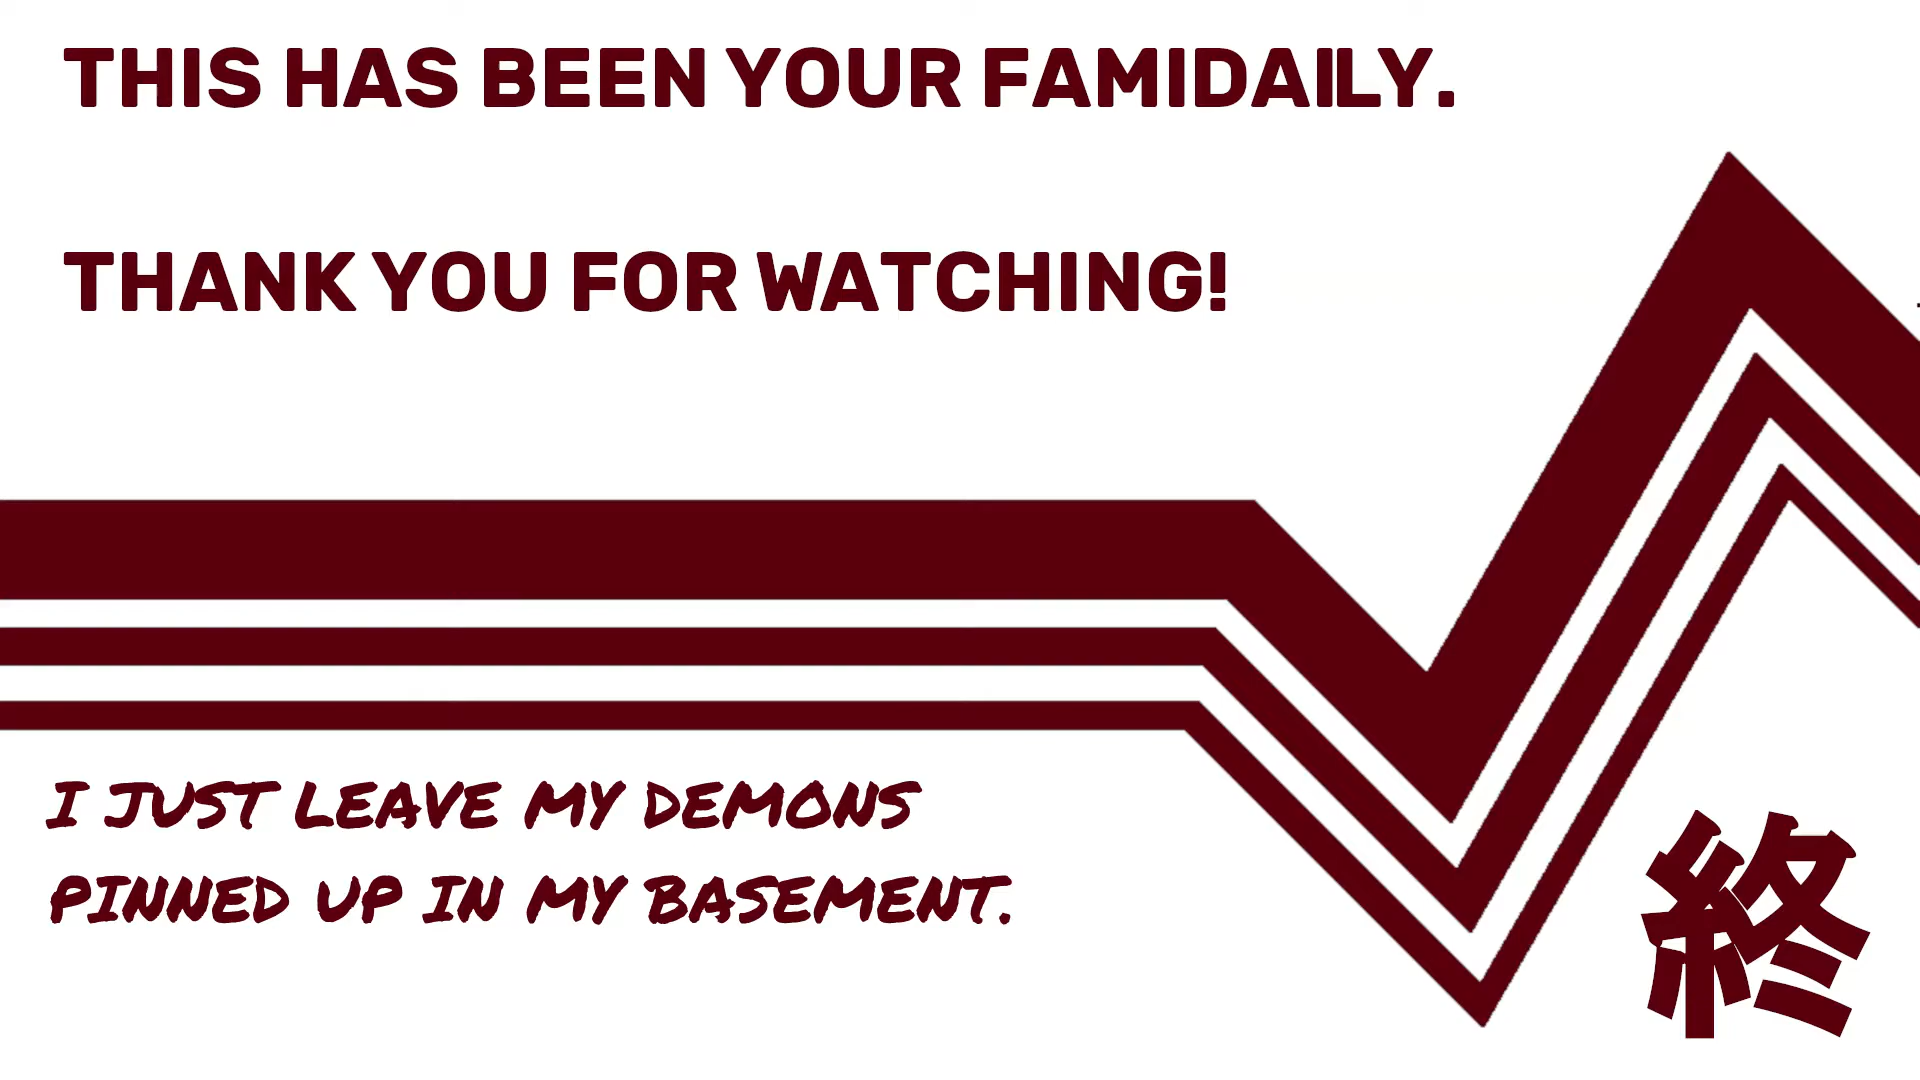 THIS HAS BEEN YOUR FAMIDAILY.
THANK YOU FOR WATCHING!
I JUST LEAVE MY DEMONS
PINNED UP IN MY BASEMENT.
終